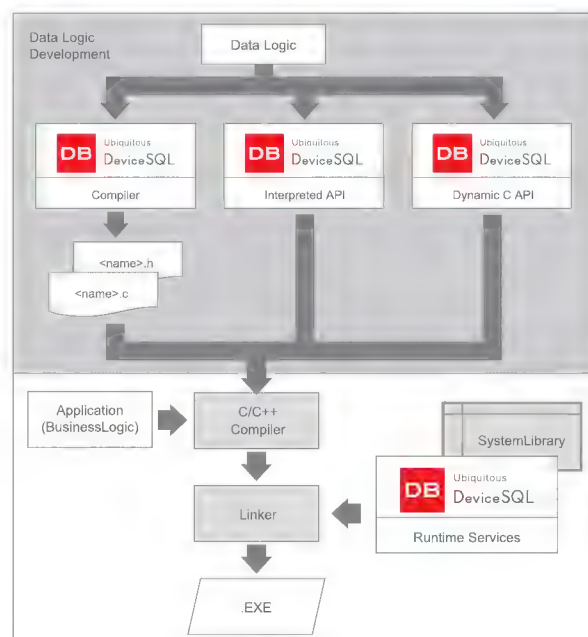 Data Logic
Development
Data Logic
DB
Ubiquitous
DeviceSQL
Compiler
DB
Ubiquitous
DeviceSQL
Interpreted API
DB
Ubiquitous
DeviceSQL
Dynamic C API
<name>.h
<name>.c
Application
(BusinessLogic)
C/C++
Compiler
SystemLibrary
DB
Ubiquitous
DeviceSQL
Runtime Services
Linker
.EXE